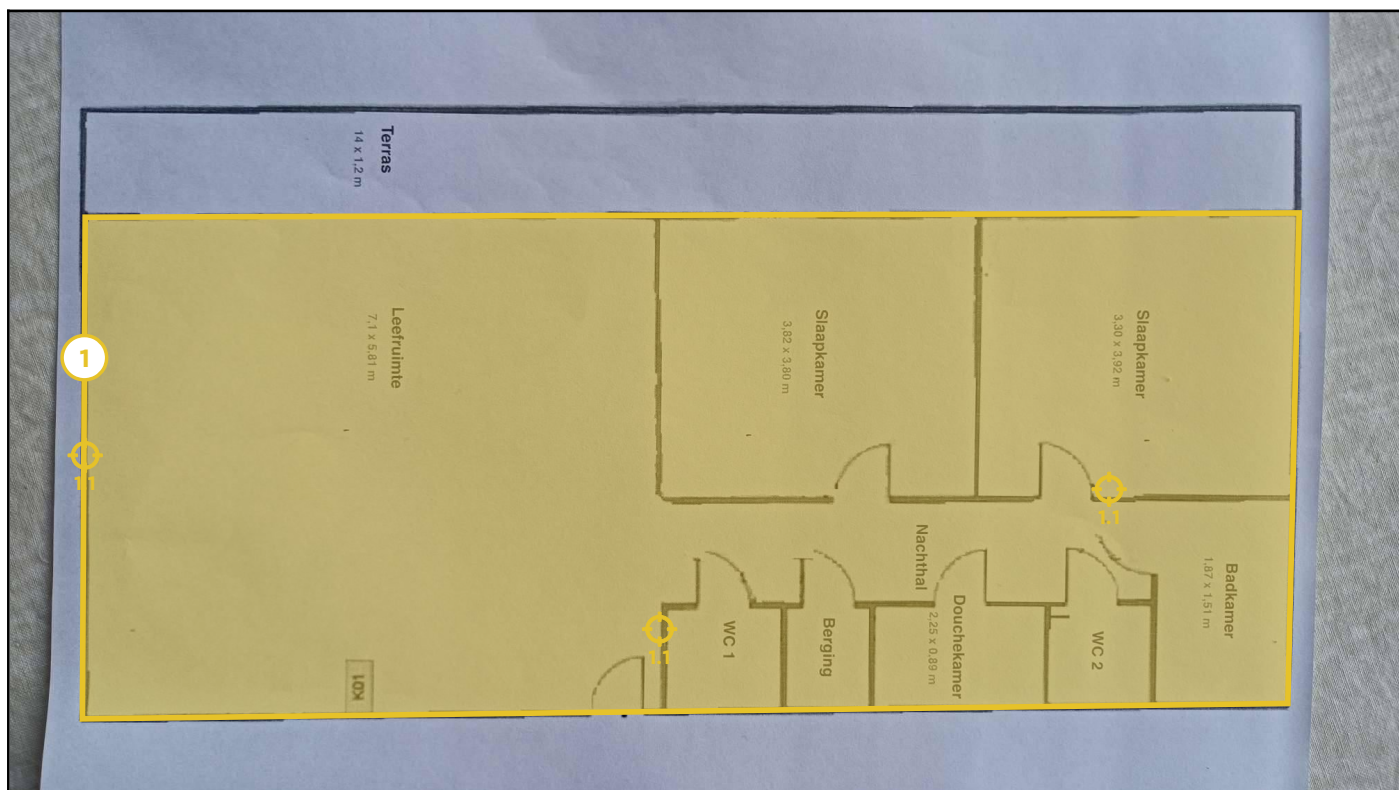 Terras
14 x 1,2 m
1
Leefruimte
7,1 x 5,81 m
Slaapkamer
3,82 x 3,80 m
Slaapkamer
3,30 x 3,92 m
1.1
1.1
Nachthal
Badkamer
1,87 x 1,51 m
1.1
WC 1
Berging
Douchekamer
2,25 x 0,89 m
WC 2
K01